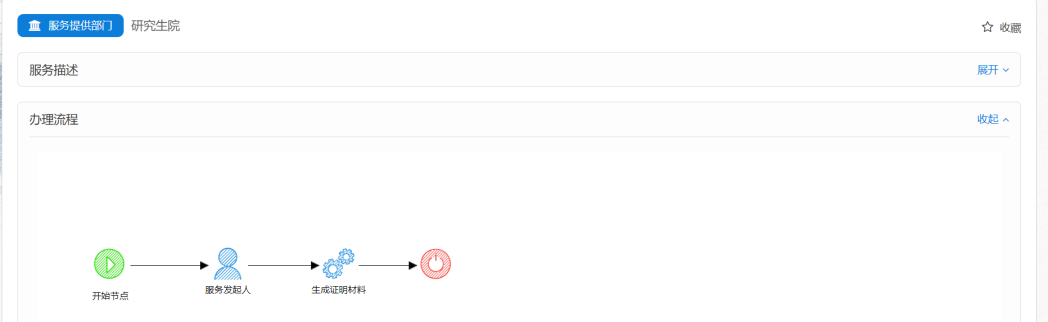 服务提供部门 研究生院 收藏
服务描述 展开
办理流程 收起
开始节点 服务发起人 生成证明材料